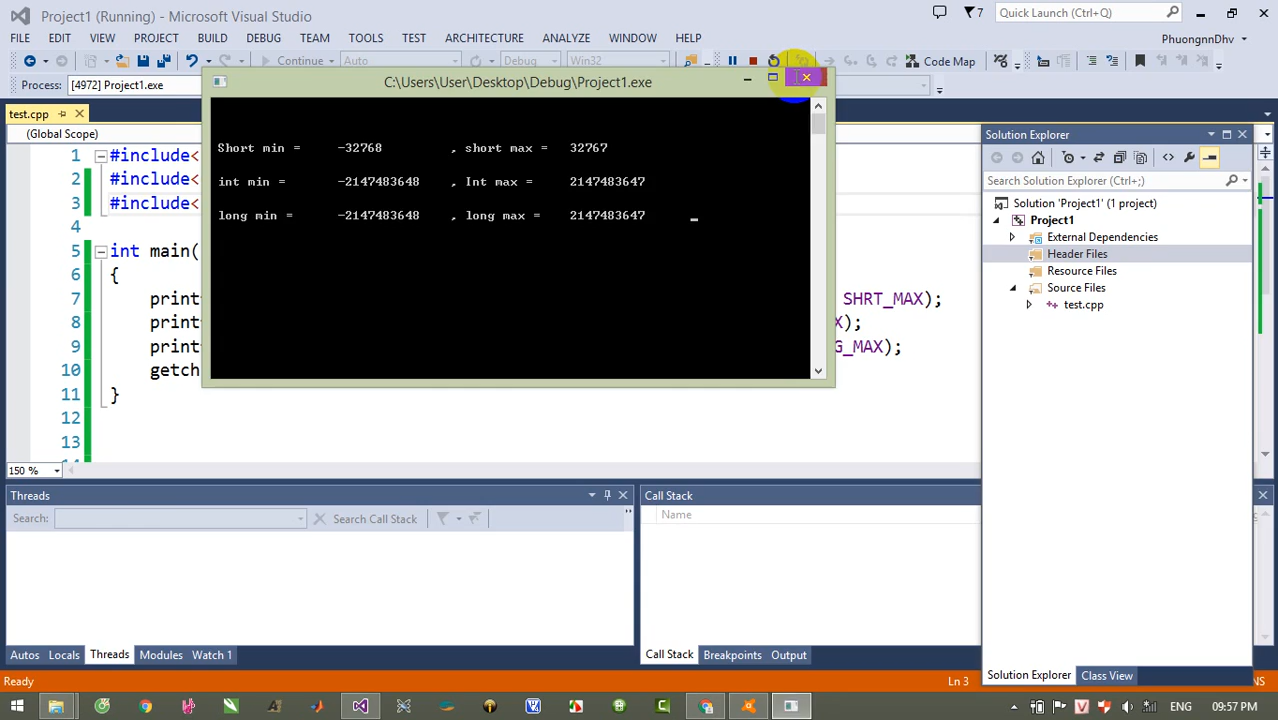 Project1 (Running) - Microsoft Visual Studio
7
Quick Launch (Ctrl+Q)
FILE EDIT VIEW PROJECT BUILD DEBUG TEAM TOOLS TEST ARCHITECTURE ANALYZE WINDOW HELP
PhuongnnDhv
Continue Auto Debug Win32 Code Map
Process: [4972] Project1.exe
C:\Users\User\Desktop\Debug\Project1.exe
Short min = -32768 , short max = 32767
int min = -2147483648 , Int max = 2147483647
long min = -2147483648 , long max = 2147483647
test.cpp
(Global Scope)
1 #include<
2 #include<
3 #include<
4
5 int main(
6 {
7 print SHRT_MAX);
8 print X);
9 print G_MAX);
10 getch
11 }
12
13
150 %
Solution Explorer
Search Solution Explorer (Ctrl+;)
Solution 'Project1' (1 project)
Project1
External Dependencies
Header Files
Resource Files
Source Files
test.cpp
Solution Explorer Class View
Threads
Search: Search Call Stack
Autos Locals Threads Modules Watch 1
Call Stack
Name
Call Stack Breakpoints Output
Ready
Ln 3
NS
09:57 PM